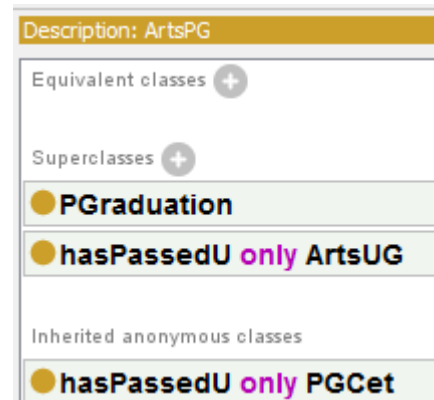 Description: ArtsPG
Equivalent classes +
Superclasses +
PGraduation
hasPassedU only ArtsUG
Inherited anonymous classes
hasPassedU only PGCet